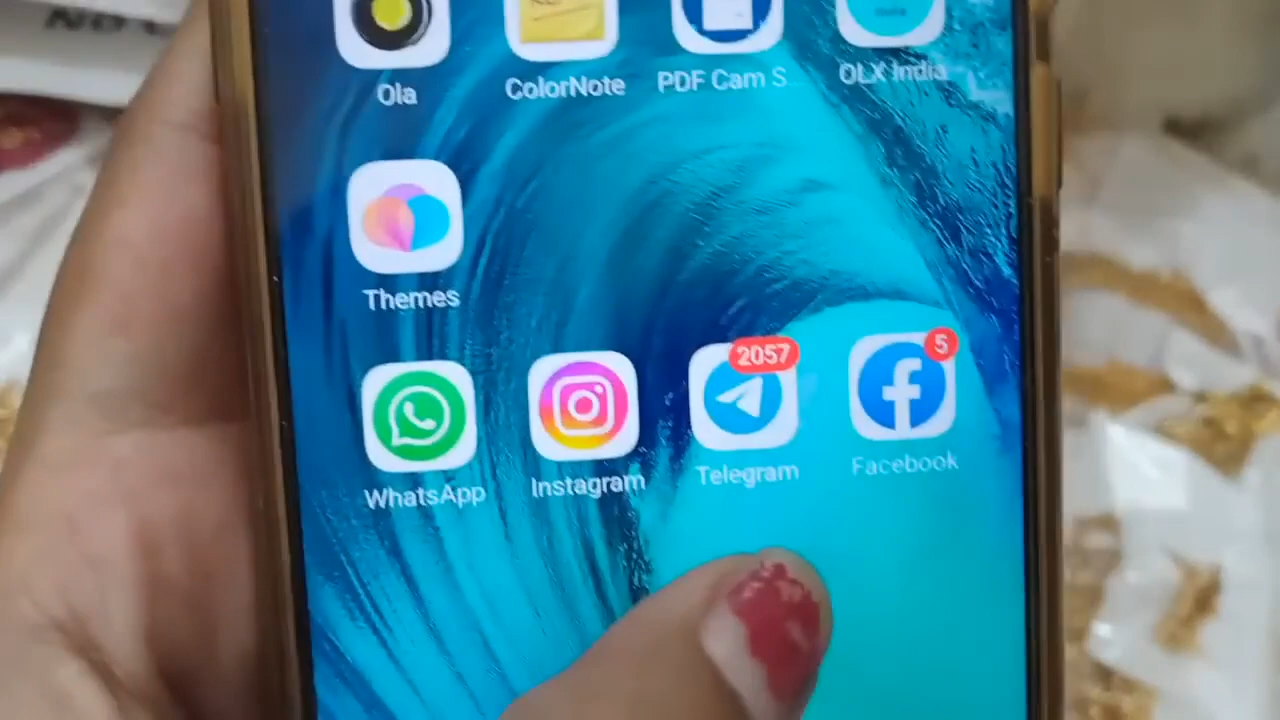 Ola
ColorNote
PDF Cam S
OLX India
Themes
2057
5
WhatsApp
Instagram
Telegram
Facebook